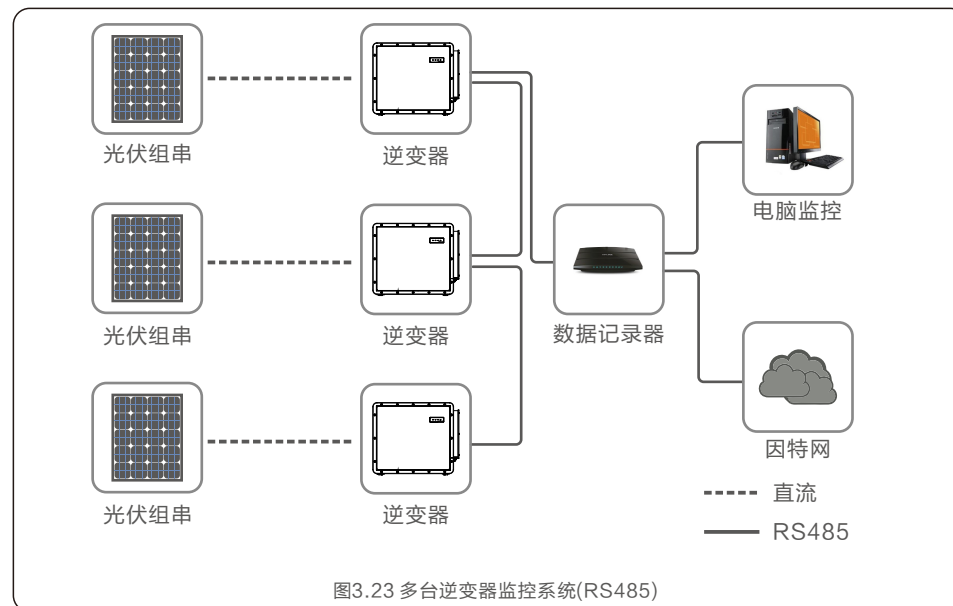 光伏组串
逆变器
电脑监控
光伏组串
逆变器
数据记录器
因特网
光伏组串
逆变器
直流
RS485
图3.23 多台逆变器监控系统(RS485)